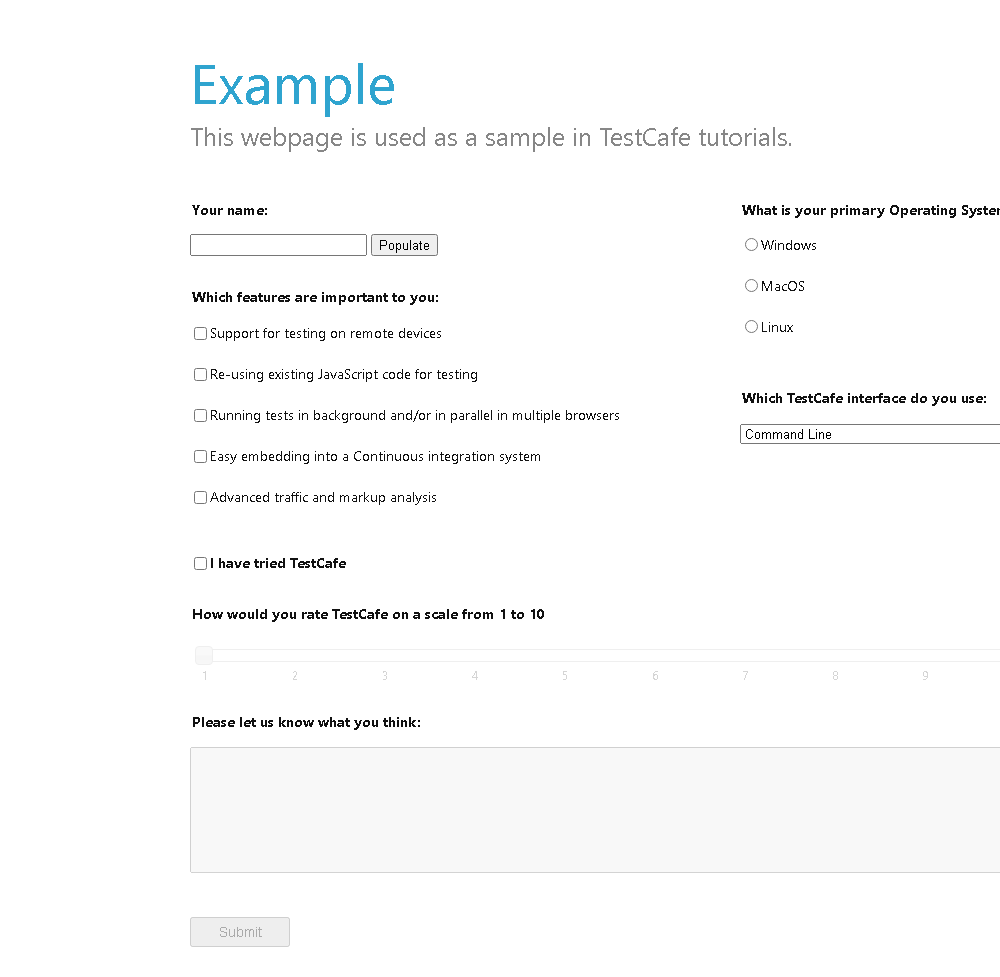 Example
This webpage is used as a sample in TestCafe tutorials.
Your name:
Populate
Which features are important to you:
Support for testing on remote devices
Re-using existing JavaScript code for testing
Running tests in background and/or in parallel in multiple browsers
Easy embedding into a Continuous integration system
Advanced traffic and markup analysis
What is your primary Operating
Windows
MacOS
Linux
Which TestCafe interface do you use:
Command Line
I have tried TestCafe
How would you rate TestCafe on a scale from 1 to 10
1 2 3 4 5 6 7 8 9
Please let us know what you think:
Submit